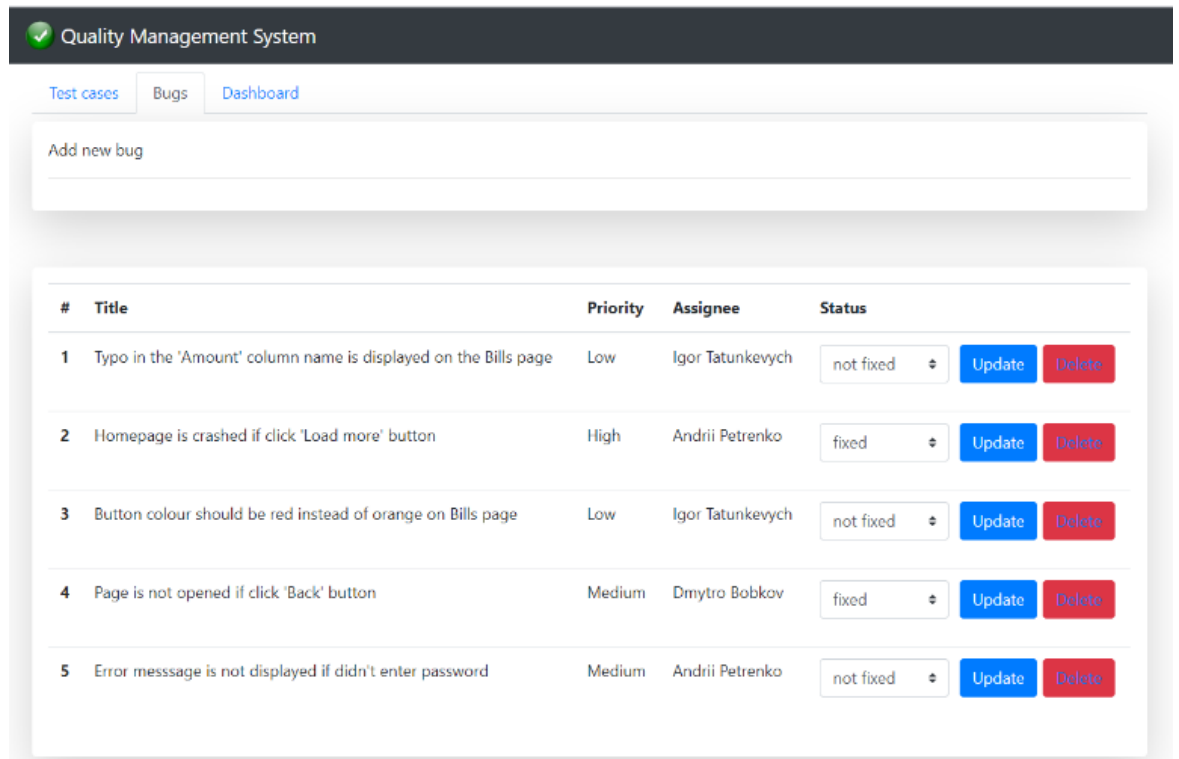 Quality Management System
Test cases Bugs Dashboard
Add new bug
# Title Priority Assignee Status
1 Typo in the 'Amount' column name is displayed on the Bills page Low Igor Tatunkevych not fixed Update Delete
2 Homepage is crashed if click 'Load more' button High Andrii Petrenko fixed Update Delete
3 Button colour should be red instead of orange on Bills page Low Igor Tatunkevych not fixed Update Delete
4 Page is not opened if click 'Back' button Medium Dmytro Bobkov fixed Update Delete
5 Error messsage is not displayed if didn't enter password Medium Andrii Petrenko not fixed Update Delete